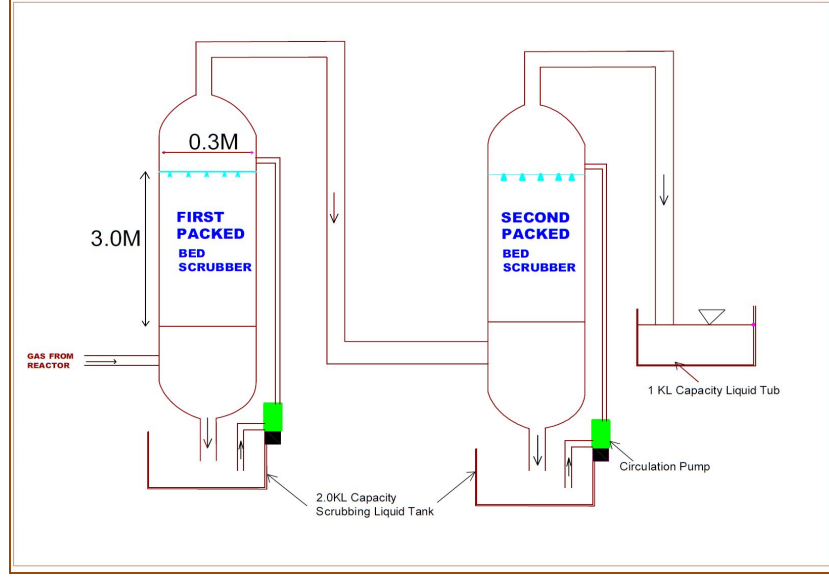 0.3M
3.0M
FIRST
PACKED
BED
SCRUBBER
SECOND
PACKED
BED
SCRUBBER
GAS FROM
REACTOR
1 KL Capacity Liquid Tub
Circulation Pump
2.0KL Capacity
Scrubbing Liquid Tank